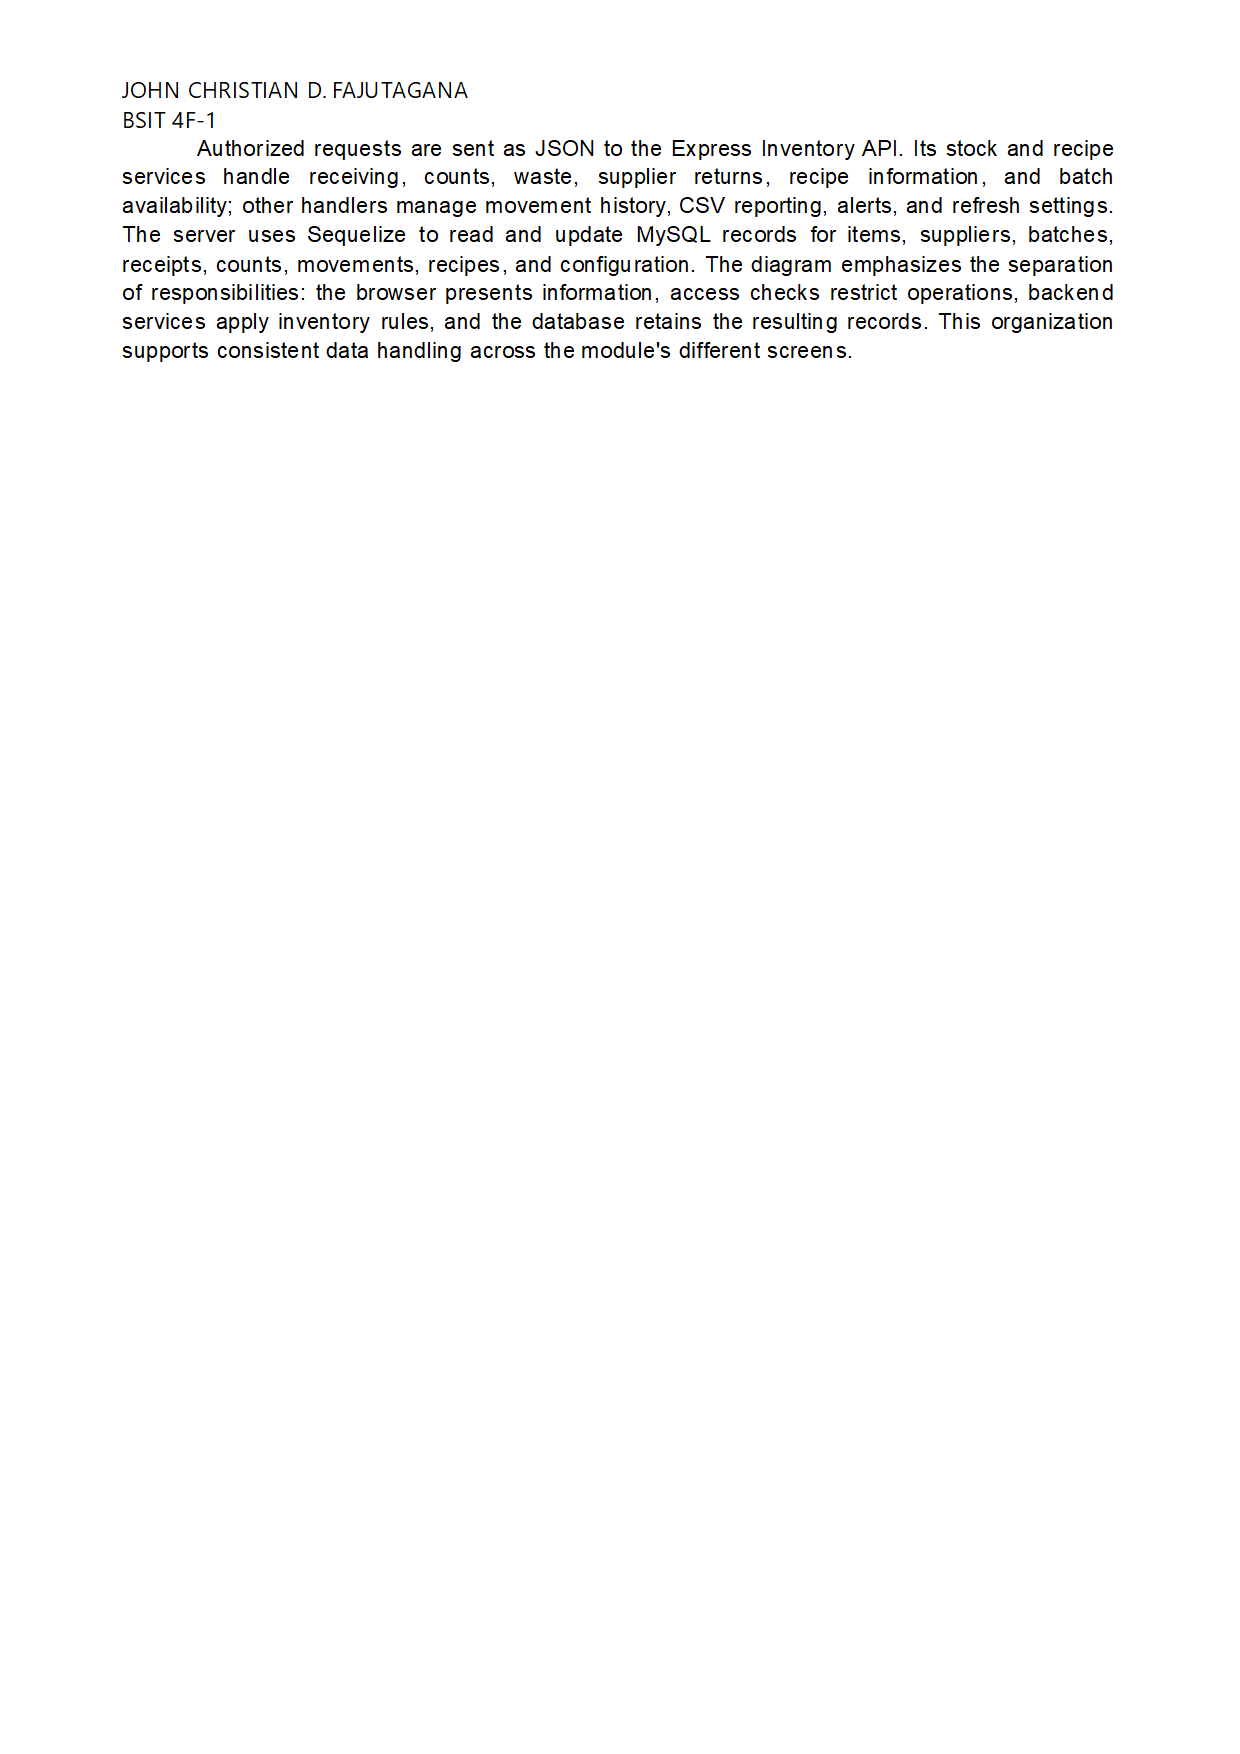 JOHN CHRISTIAN D. FAJUTAGANA
BSIT 4F-1
Authorized requests are sent as JSON to the Express Inventory API. Its stock and recipe
services handle receiving, counts, waste, supplier returns, recipe information, and batch
availability; other handlers manage movement history, CSV reporting, alerts, and refresh settings.
The server uses Sequelize to read and update MySQL records for items, suppliers, batches,
receipts, counts, movements, recipes, and configuration. The diagram emphasizes the separation
of responsibilities: the browser presents information, access checks restrict operations, backend
services apply inventory rules, and the database retains the resulting records. This organization
supports consistent data handling across the module's different screens.